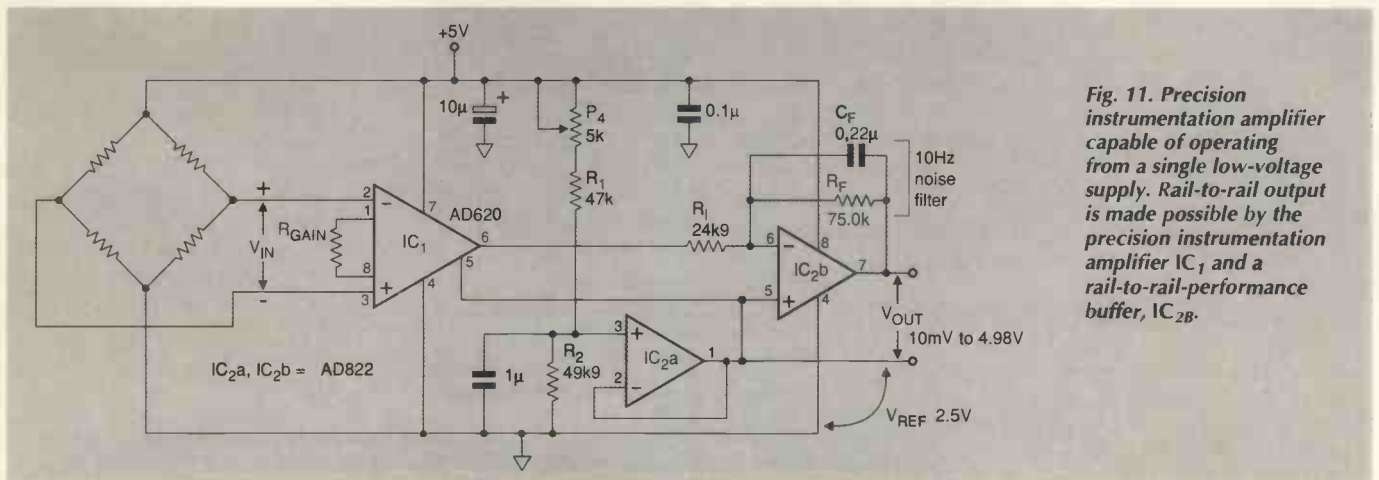 +5V
10µ
+
P4
5k
0.1µ
CF
0,22µ
10Hz
noise
filter
R1
47k
RF
75.0k
+
VIN
-
RGAIN
2
1
8
3
-
+
7
AD620
IC1
6
5
4
RI
24k9
6
-
8
IC2b
7
5
+
4
VOUT
10mV to 4.98V
IC2a, IC2b = AD822
1µ
R2
49k9
3
+
IC2a
1
2
-
VREF 2.5V
Fig. 11. Precision
instrumentation amplifier
capable of operating
from a single low-voltage
supply. Rail-to-rail output
is made possible by the
precision instrumentation
amplifier IC1 and a
rail-to-rail-performance
buffer, IC2B.